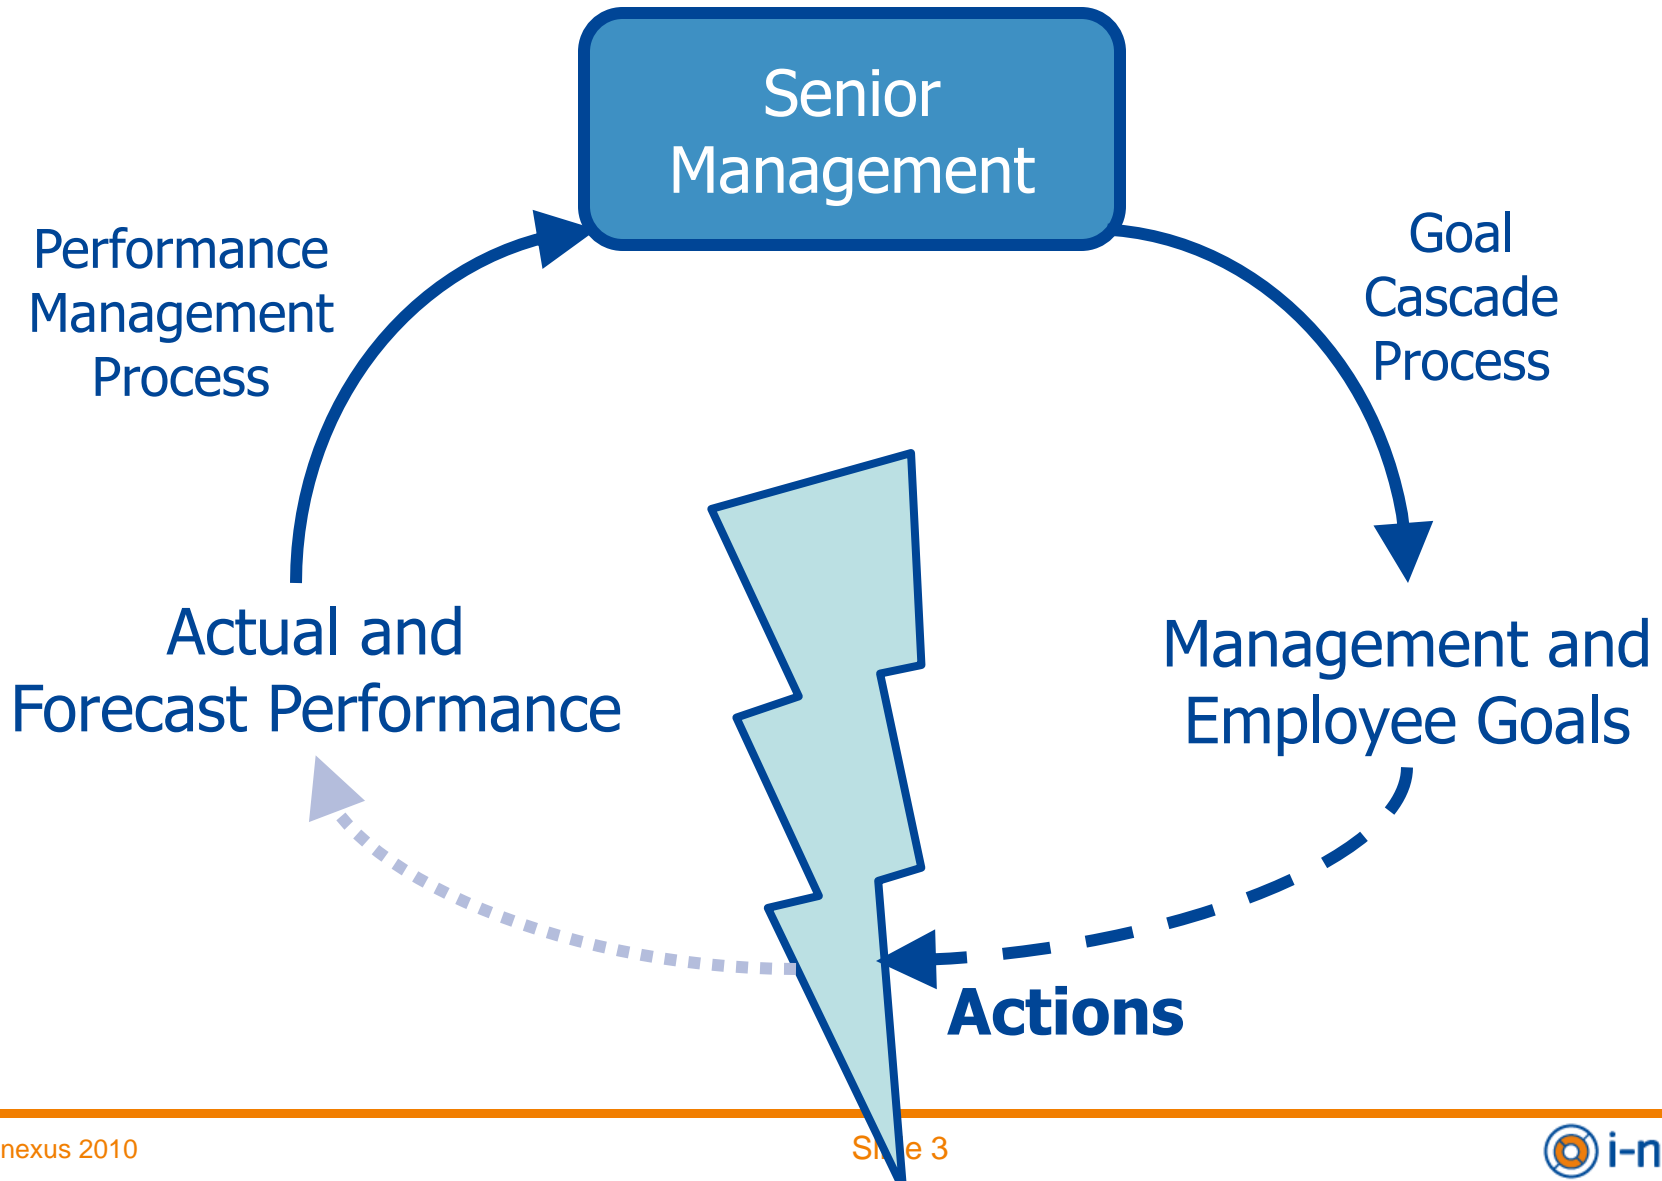 Senior
Management
Performance
Management
Process
Goal
Cascade
Process
Actual and
Forecast Performance
Management and
Employee Goals
Actions
nexus 2010
3
i-n